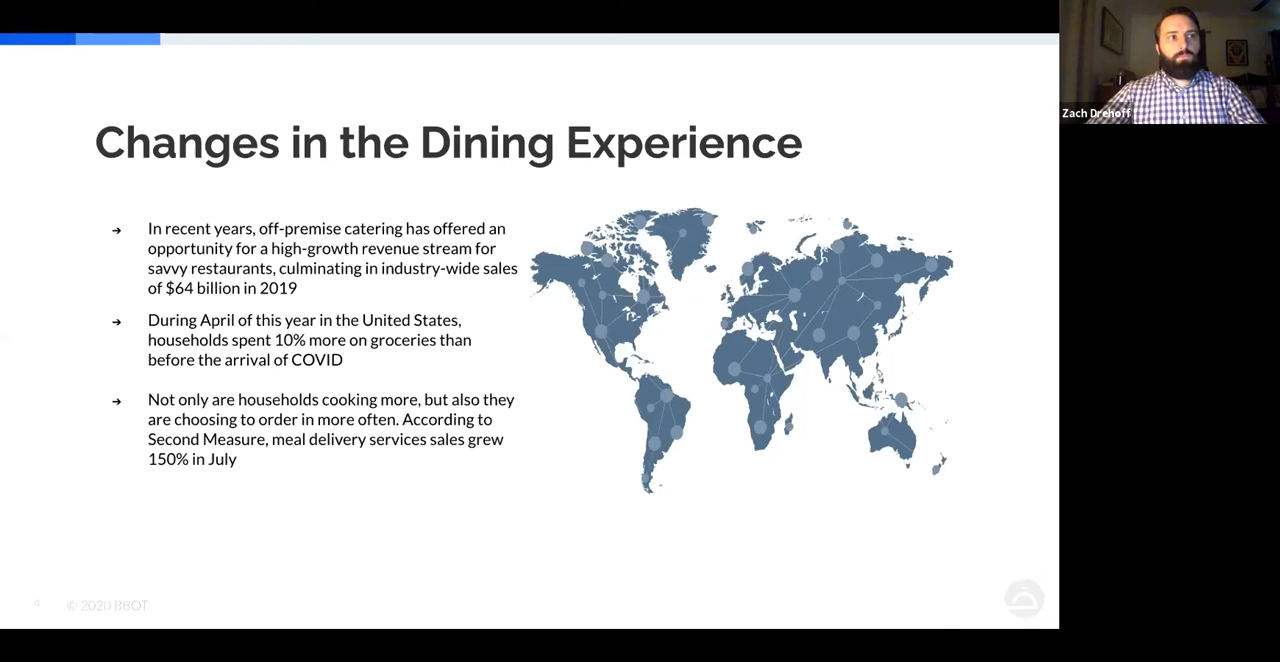 Changes in the Dining Experience
➔ In recent years, off-premise catering has offered an
opportunity for a high-growth revenue stream for
savvy restaurants, culminating in industry-wide sales
of $64 billion in 2019
➔ During April of this year in the United States,
households spent 10% more on groceries than
before the arrival of COVID
➔ Not only are households cooking more, but also they
are choosing to order in more often. According to
Second Measure, meal delivery services sales grew
150% in July
4 © 2020 BBOT
Zach Drehoff